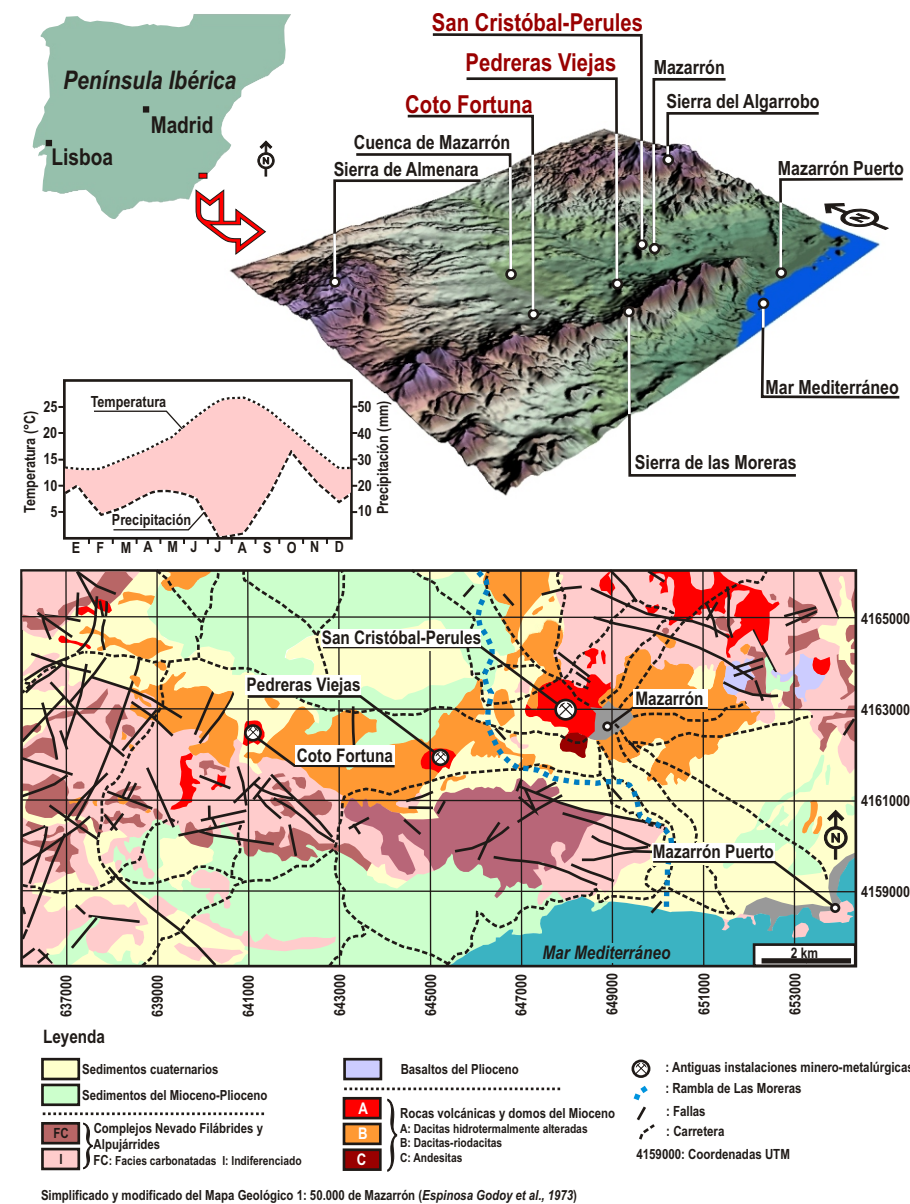 San Cristóbal-Perules
Pedreras Viejas
Mazarrón
Coto Fortuna
Sierra del Algarrobo
Península Ibérica
Madrid
Lisboa
N
Cuenca de Mazarrón
Sierra de Almenara
Mazarrón Puerto
N
Mar Mediterráneo
Sierra de las Moreras
Temperatura (°C)
25
20
15
10
5
Temperatura
Precipitación
50
40
30
20
10
Precipitación (mm)
E F M A M J J A S O N D
San Cristóbal-Perules
Pedreras Viejas
Mazarrón
Coto Fortuna
Mazarrón Puerto
N
Mar Mediterráneo
2 km
4165000
4163000
4161000
4159000
637000
639000
641000
643000
645000
647000
649000
651000
653000
Leyenda
Sedimentos cuaternarios
Sedimentos del Mioceno-Plioceno
FC
I
Complejos Nevado Filábrides y
Alpujárrides
FC: Facies carbonatadas I: Indiferenciado
Basaltos del Plioceno
A
B
C
Rocas volcánicas y domos del Mioceno
A: Dacitas hidrotermalmente alteradas
B: Dacitas-riodacitas
C: Andesitas
: Antiguas instalaciones minero-metalúrgicas
: Rambla de Las Moreras
: Fallas
: Carretera
4159000: Coordenadas UTM
Simplificado y modificado del Mapa Geológico 1: 50.000 de Mazarrón (Espinosa Godoy et al., 1973)